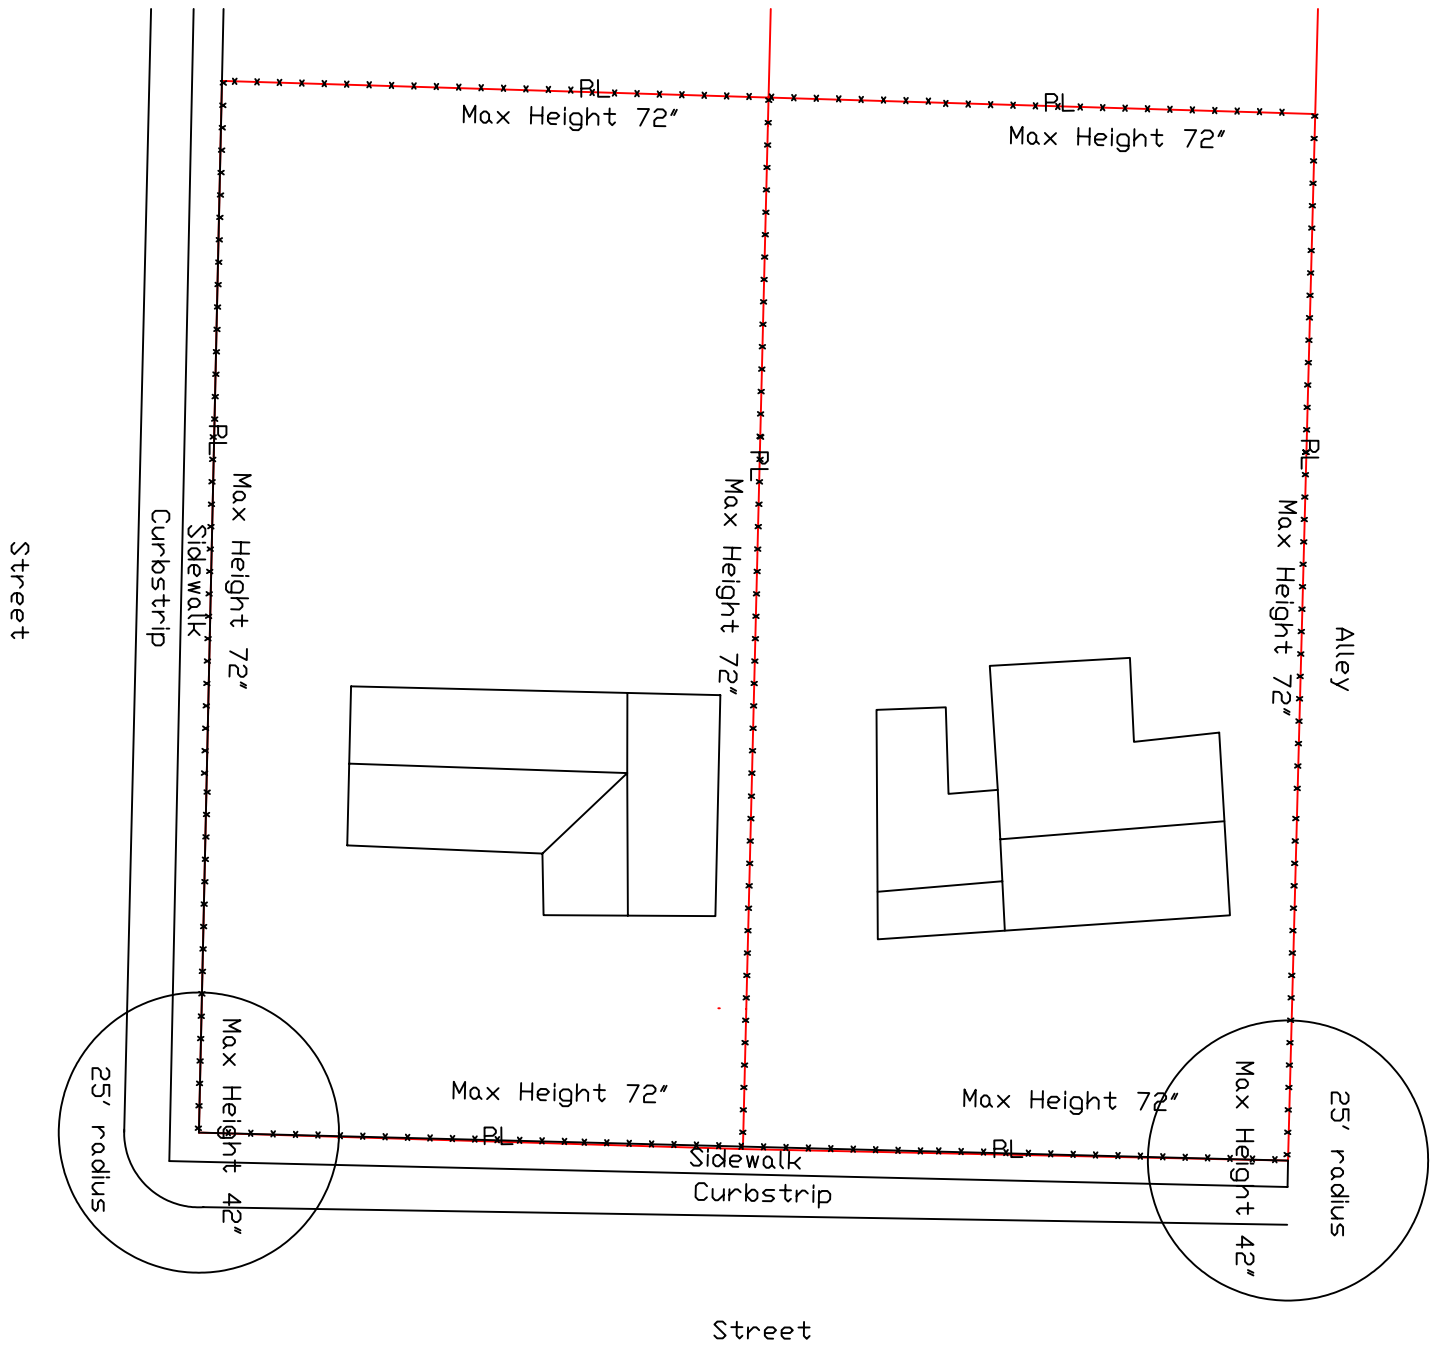 PL
PL
Max Height 72"
Max Height 72"
PL
PL
PL
Max Height 72"
Max Height 72"
Max Height 72"
Curbstrip
Sidewalk
Street
Alley
Max Height 72"
Max Height 72"
Max Height 42"
Max Height 42"
25' radius
25' radius
PL
PL
Sidewalk
Curbstrip
Street